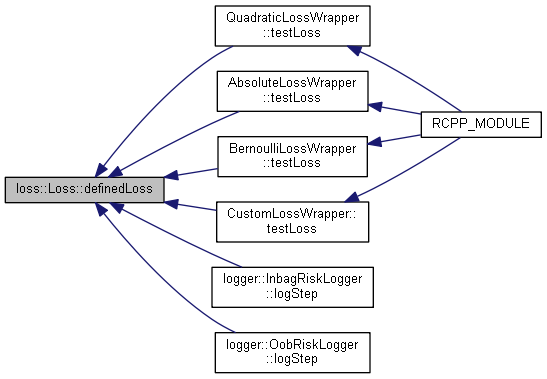 QuadraticLossWrapper
::testLoss
AbsoluteLossWrapper
::testLoss
RCPP_MODULE
BernoulliLossWrapper
::testLoss
loss::Loss::definedLoss
CustomLossWrapper::
testLoss
logger::InbagRiskLogger
::logStep
logger::OobRiskLogger
::logStep